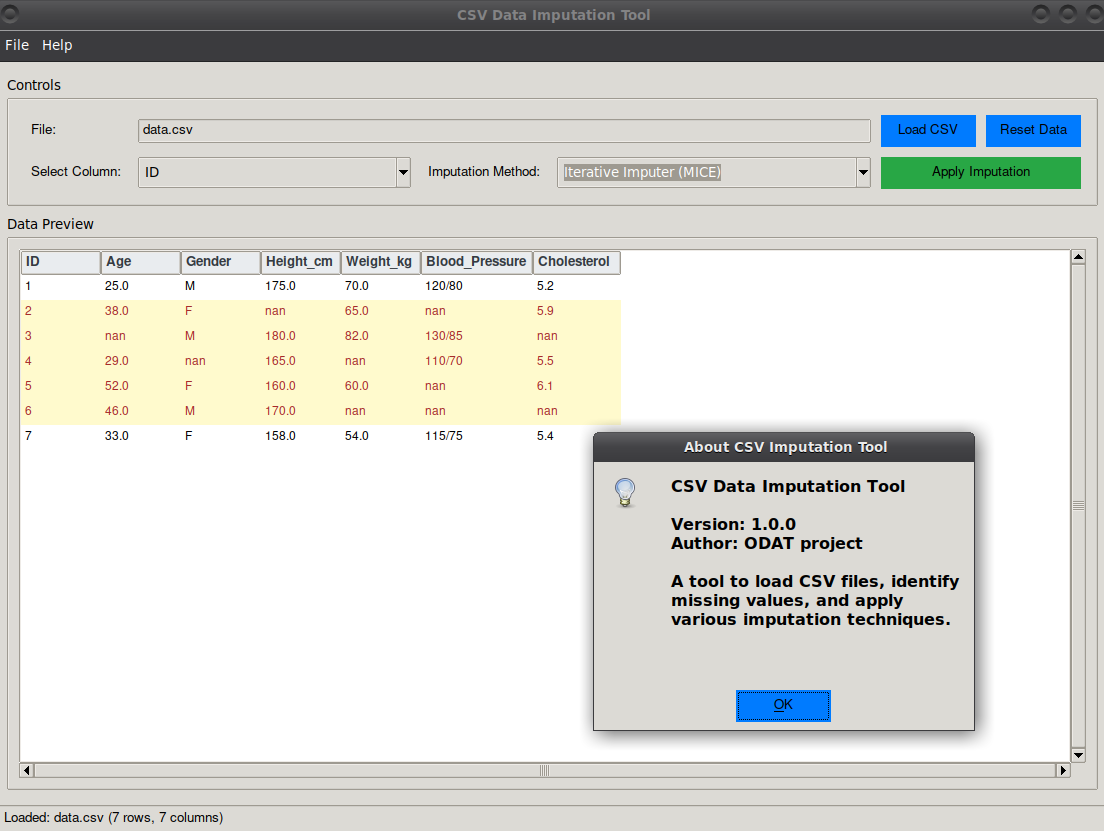 CSV Data Imputation Tool
File Help
Controls
File: data.csv Load CSV Reset Data
Select Column: ID Imputation Method: Iterative Imputer (MICE) Apply Imputation
Data Preview
ID Age Gender Height_cm Weight_kg Blood_Pressure Cholesterol
1 25.0 M 175.0 70.0 120/80 5.2
2 38.0 F nan 65.0 nan 5.9
3 nan M 180.0 82.0 130/85 nan
4 29.0 nan 165.0 nan 110/70 5.5
5 52.0 F 160.0 60.0 nan 6.1
6 46.0 M 170.0 nan nan nan
7 33.0 F 158.0 54.0 115/75 5.4
About CSV Imputation Tool
CSV Data Imputation Tool
Version: 1.0.0
Author: ODAT project
A tool to load CSV files, identify
missing values, and apply
various imputation techniques.
OK
Loaded: data.csv (7 rows, 7 columns)